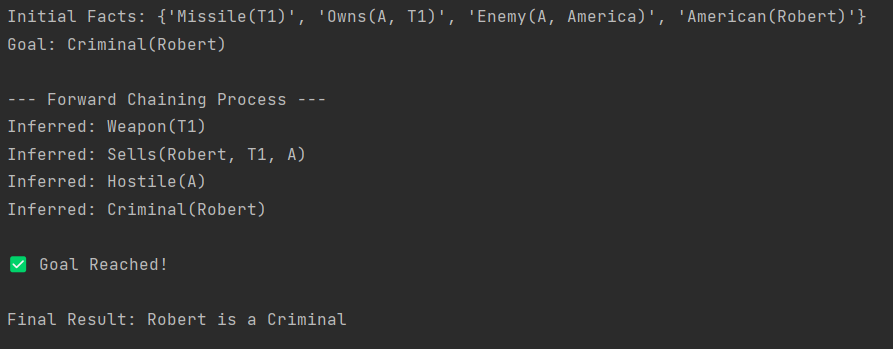 Initial Facts: {'Missile(T1)', 'Owns(A, T1)', 'Enemy(A, America)', 'American(Robert)'}
Goal: Criminal(Robert)
--- Forward Chaining Process ---
Inferred: Weapon(T1)
Inferred: Sells(Robert, T1, A)
Inferred: Hostile(A)
Inferred: Criminal(Robert)
✅ Goal Reached!
Final Result: Robert is a Criminal